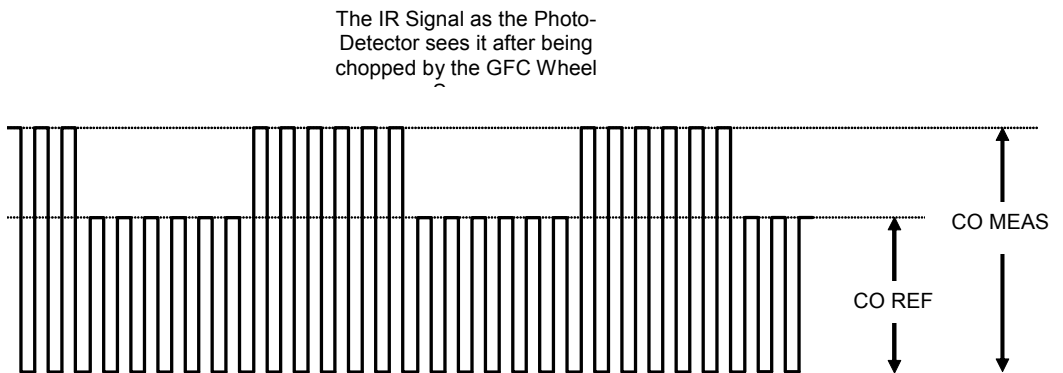 The IR Signal as the Photo-
Detector sees it after being
chopped by the GFC Wheel
CO MEAS
CO REF